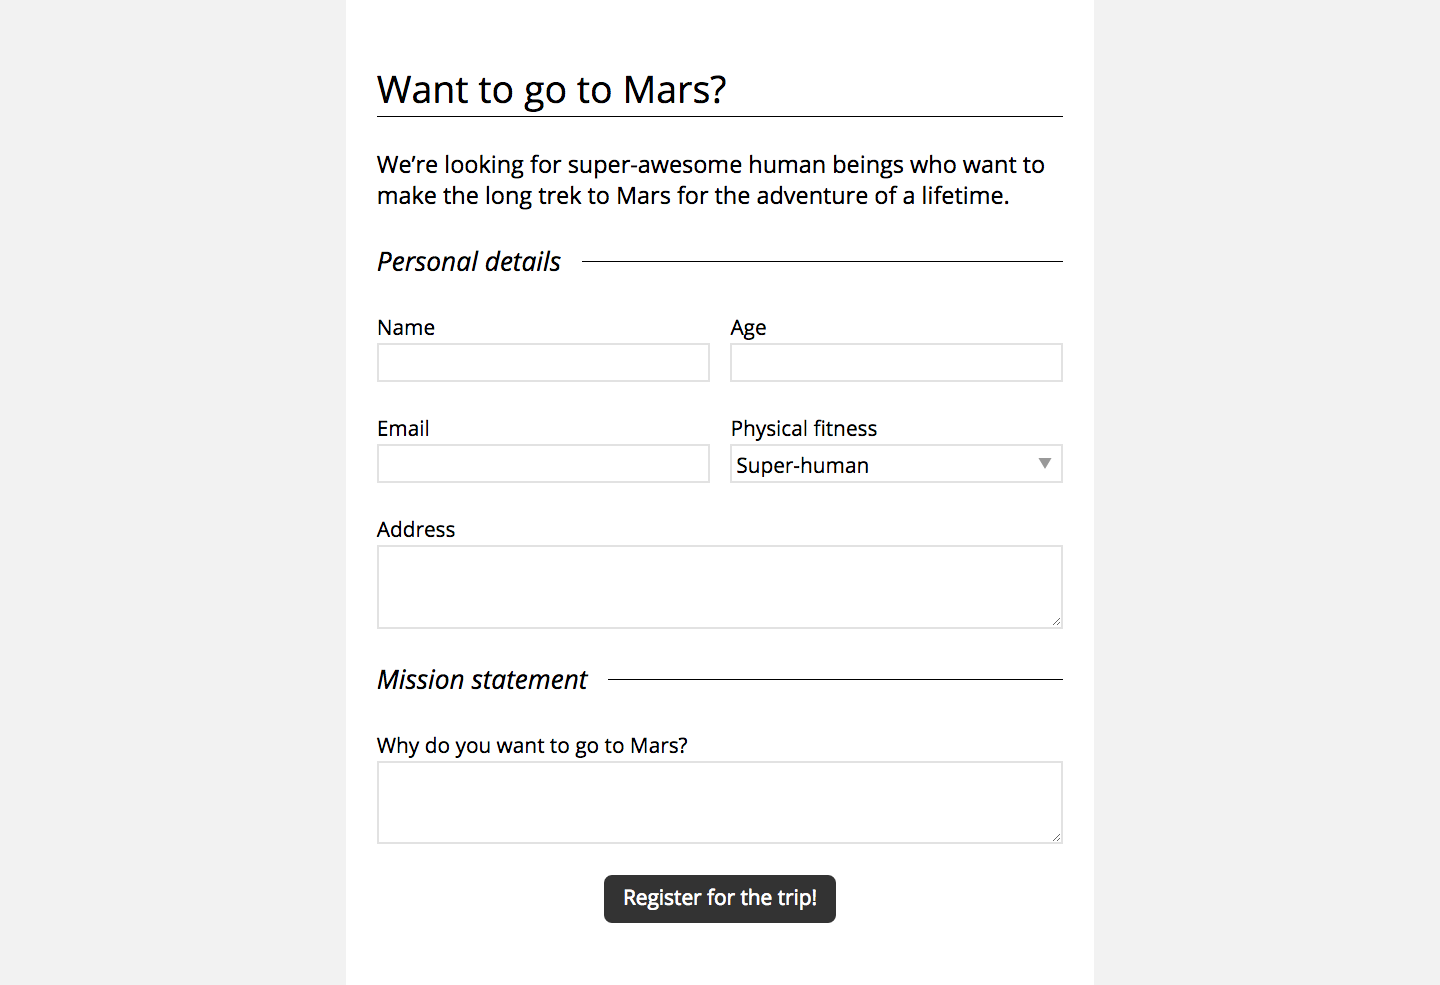 Want to go to Mars?
We’re looking for super-awesome human beings who want to
make the long trek to Mars for the adventure of a lifetime.
Personal details
Name
Age
Email
Physical fitness
Super-human
Address
Mission statement
Why do you want to go to Mars?
Register for the trip!